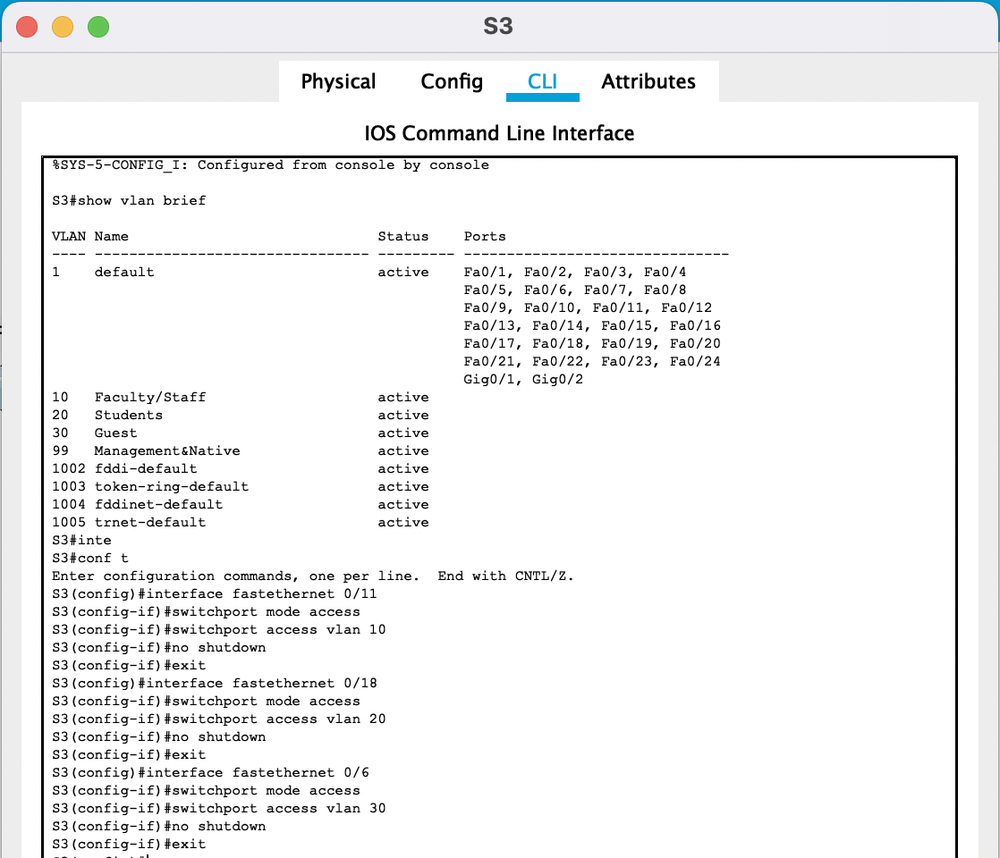 S3
Physical Config CLI Attributes
IOS Command Line Interface
%SYS-5-CONFIG_I: Configured from console by console
S3#show vlan brief
VLAN Name                             Status    Ports
---- -------------------------------- --------- -------------------------------
1    default                          active    Fa0/1, Fa0/2, Fa0/3, Fa0/4
                                                Fa0/5, Fa0/6, Fa0/7, Fa0/8
                                                Fa0/9, Fa0/10, Fa0/11, Fa0/12
                                                Fa0/13, Fa0/14, Fa0/15, Fa0/16
                                                Fa0/17, Fa0/18, Fa0/19, Fa0/20
                                                Fa0/21, Fa0/22, Fa0/23, Fa0/24
                                                Gig0/1, Gig0/2
10   Faculty/Staff                    active
20   Students                         active
30   Guest                            active
99   Management&Native                active
1002 fddi-default                     active
1003 token-ring-default               active
1004 fddinet-default                  active
1005 trnet-default                    active
S3#inte
S3#conf t
Enter configuration commands, one per line.  End with CNTL/Z.
S3(config)#interface fastethernet 0/11
S3(config-if)#switchport mode access
S3(config-if)#switchport access vlan 10
S3(config-if)#no shutdown
S3(config-if)#exit
S3(config)#interface fastethernet 0/18
S3(config-if)#switchport mode access
S3(config-if)#switchport access vlan 20
S3(config-if)#no shutdown
S3(config-if)#exit
S3(config)#interface fastethernet 0/6
S3(config-if)#switchport mode access
S3(config-if)#switchport access vlan 30
S3(config-if)#no shutdown
S3(config-if)#exit